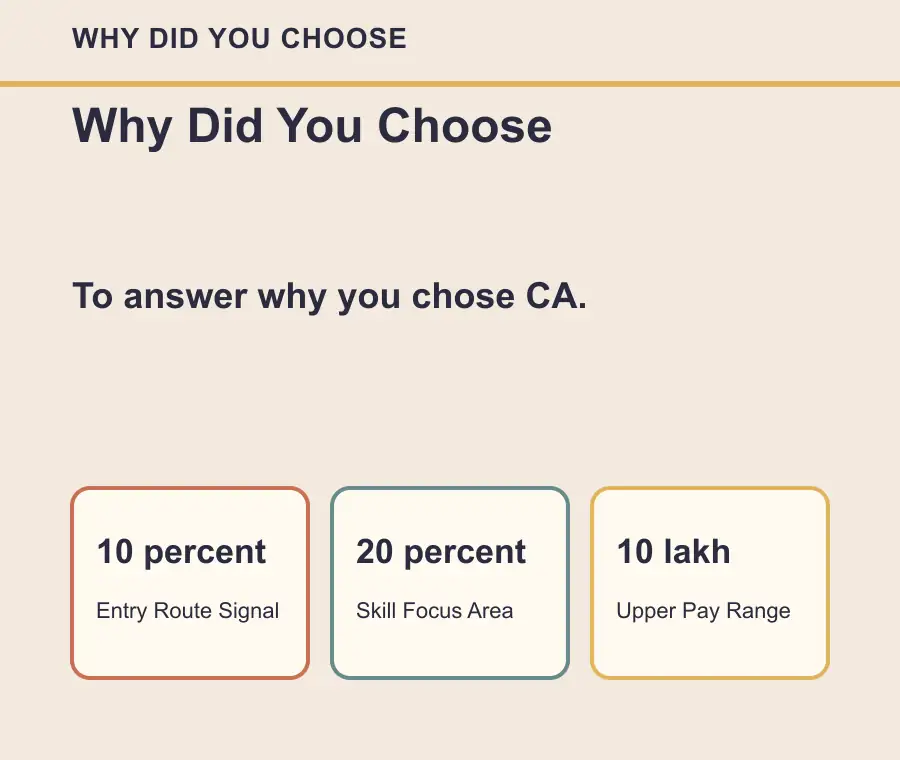 WHY DID YOU CHOOSE
Why Did You Choose
To answer why you chose CA.
10 percent
Entry Route Signal
20 percent
Skill Focus Area
10 lakh
Upper Pay Range